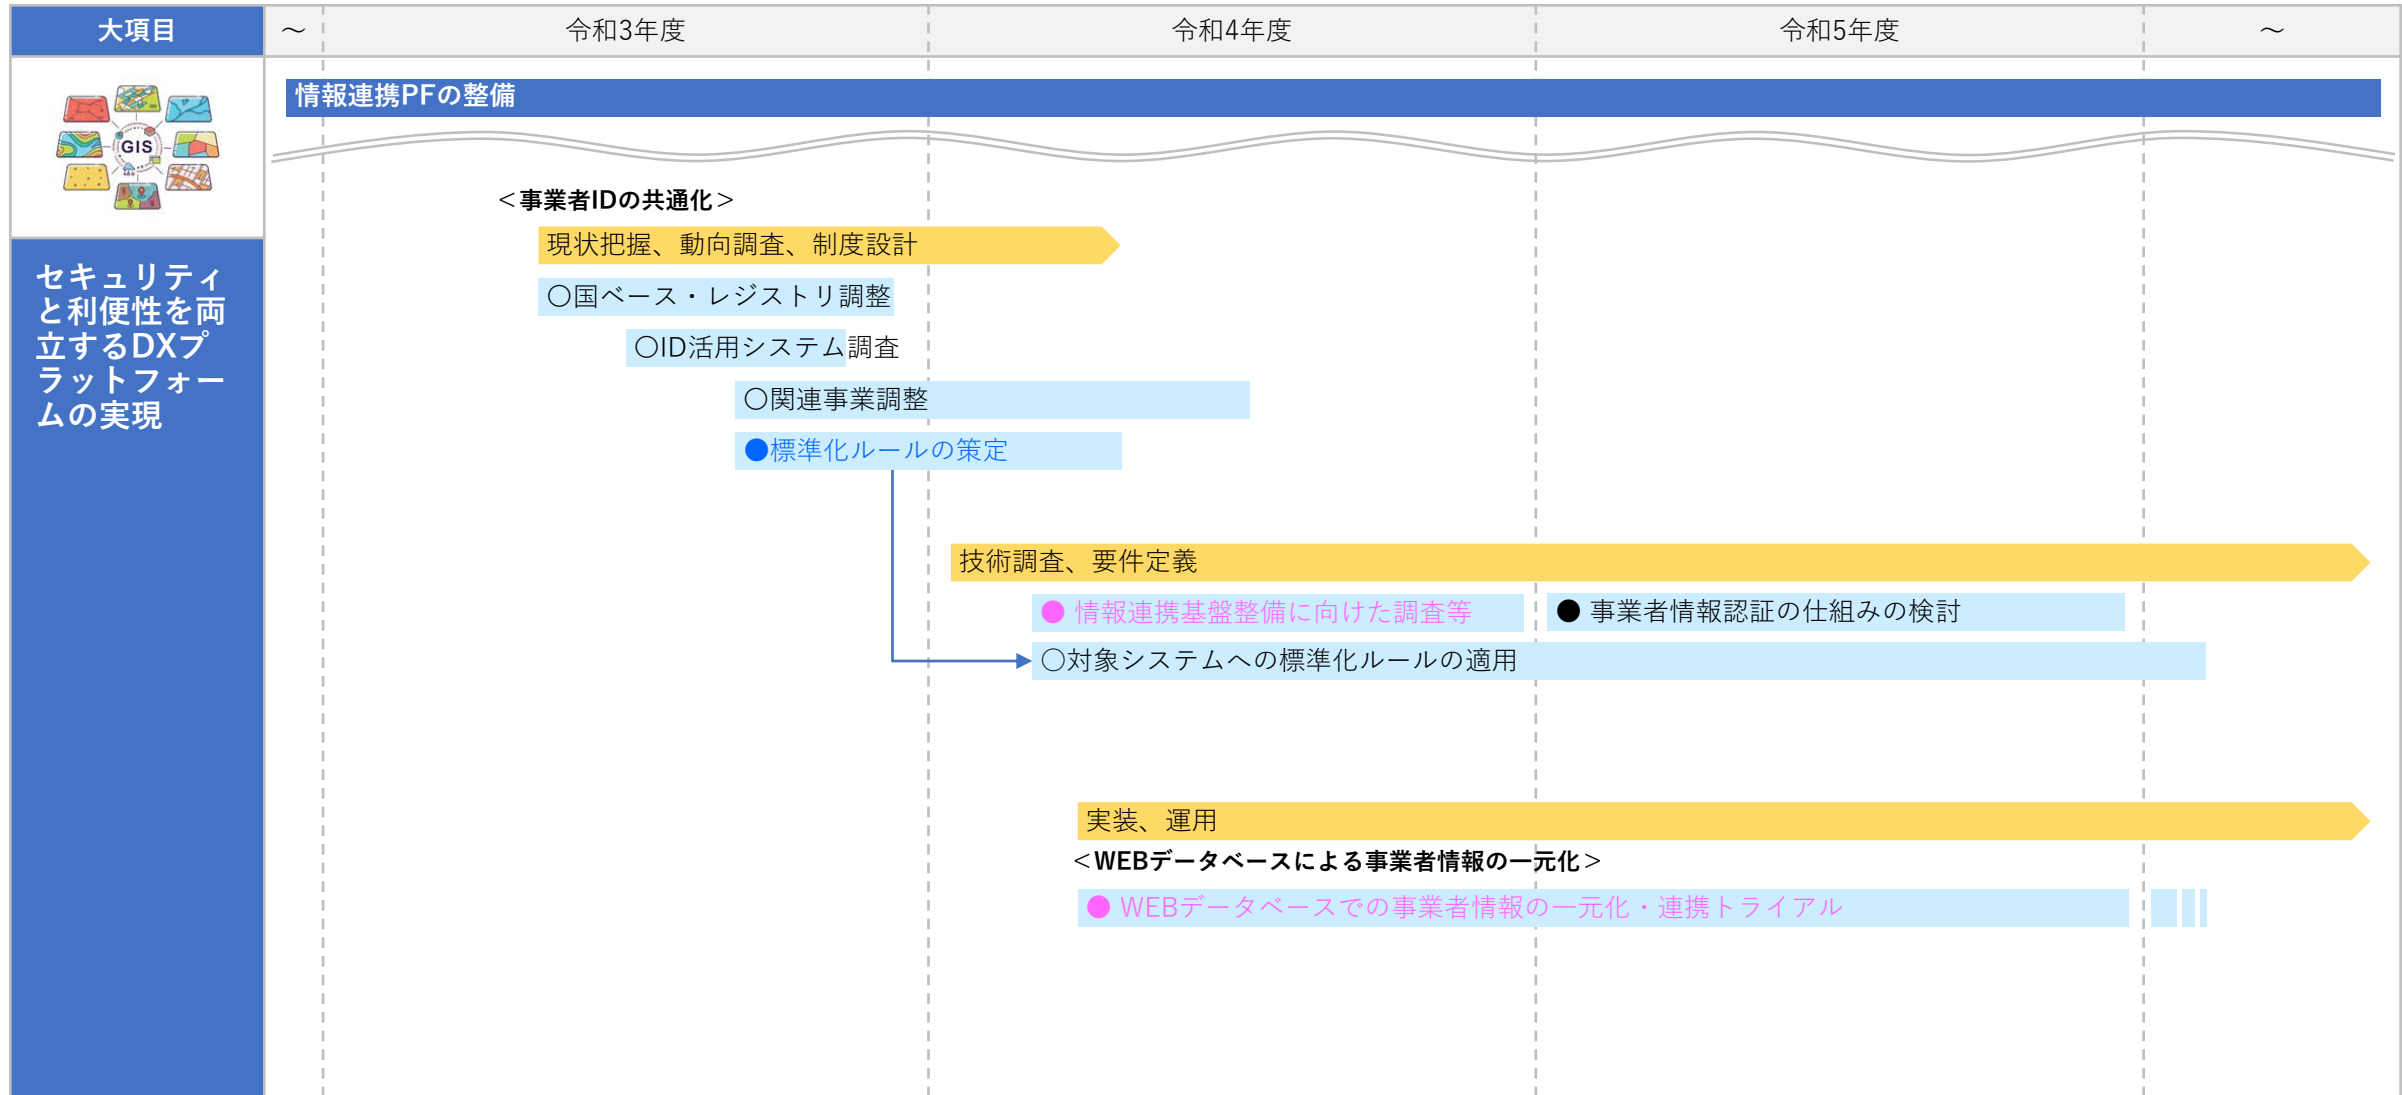 大項目
～
令和3年度
令和4年度
令和5年度
～
GIS
情報連携PFの整備
セキュリティ
と利便性を両
立するDXプ
ラットフォー
ムの実現
＜事業者IDの共通化＞
現状把握、動向調査、制度設計
〇国ベース・レジストリ調整
〇ID活用システム調査
〇関連事業調整
●標準化ルールの策定
技術調査、要件定義
● 情報連携基盤整備に向けた調査等
● 事業者情報認証の仕組みの検討
〇対象システムへの標準化ルールの適用
実装、運用
＜WEBデータベースによる事業者情報の一元化＞
● WEBデータベースでの事業者情報の一元化・連携トライアル